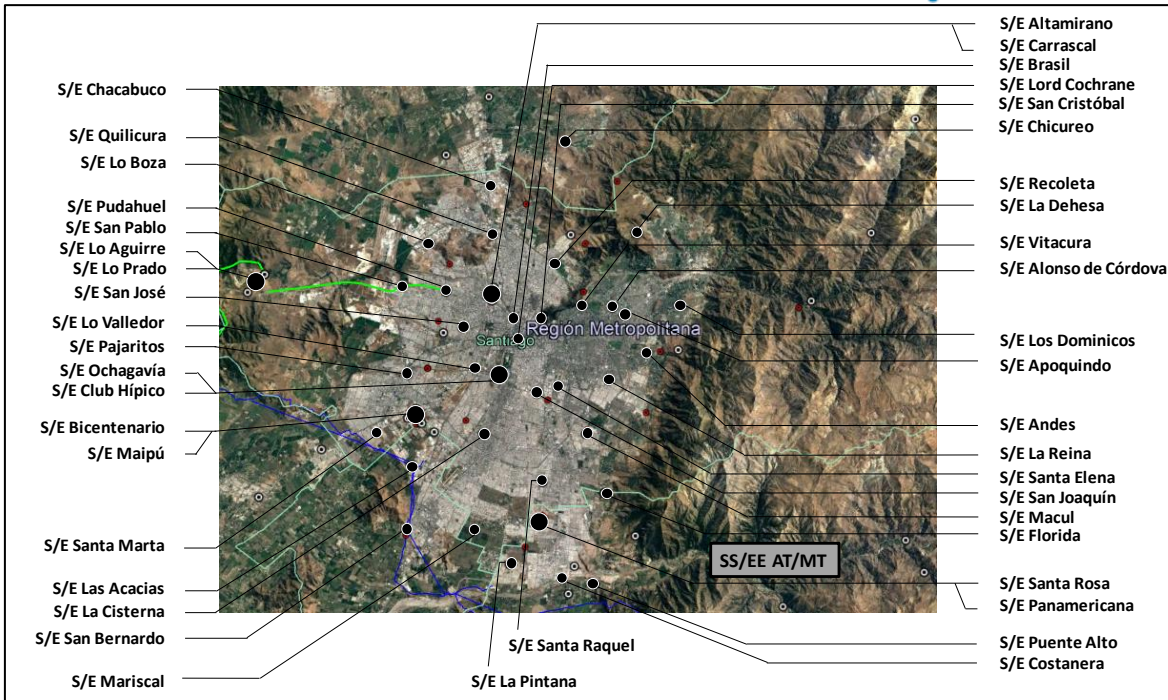 S/E Altamirano
S/E Carrascal
S/E Brasil
S/E Lord Cochrane
S/E San Cristóbal
S/E Chicureo
S/E Recoleta
S/E La Dehesa
S/E Vitacura
S/E Alonso de Córdova
S/E Los Dominicos
S/E Apoquindo
S/E Andes
S/E La Reina
S/E Santa Elena
S/E San Joaquín
S/E Macul
S/E Florida
S/E Santa Rosa
S/E Panamericana
S/E Puente Alto
S/E Costanera
S/E Chacabuco
S/E Quilicura
S/E Lo Boza
S/E Pudahuel
S/E San Pablo
S/E Lo Aguirre
S/E Lo Prado
S/E San José
S/E Lo Valledor
S/E Pajaritos
S/E Ochagavía
S/E Club Hípico
S/E Bicentenario
S/E Maipú
S/E Santa Marta
S/E Las Acacias
S/E La Cisterna
S/E San Bernardo
S/E Mariscal
S/E Santa Raquel
S/E La Pintana
Región Metropolitana
Santiago
SS/EE AT/MT